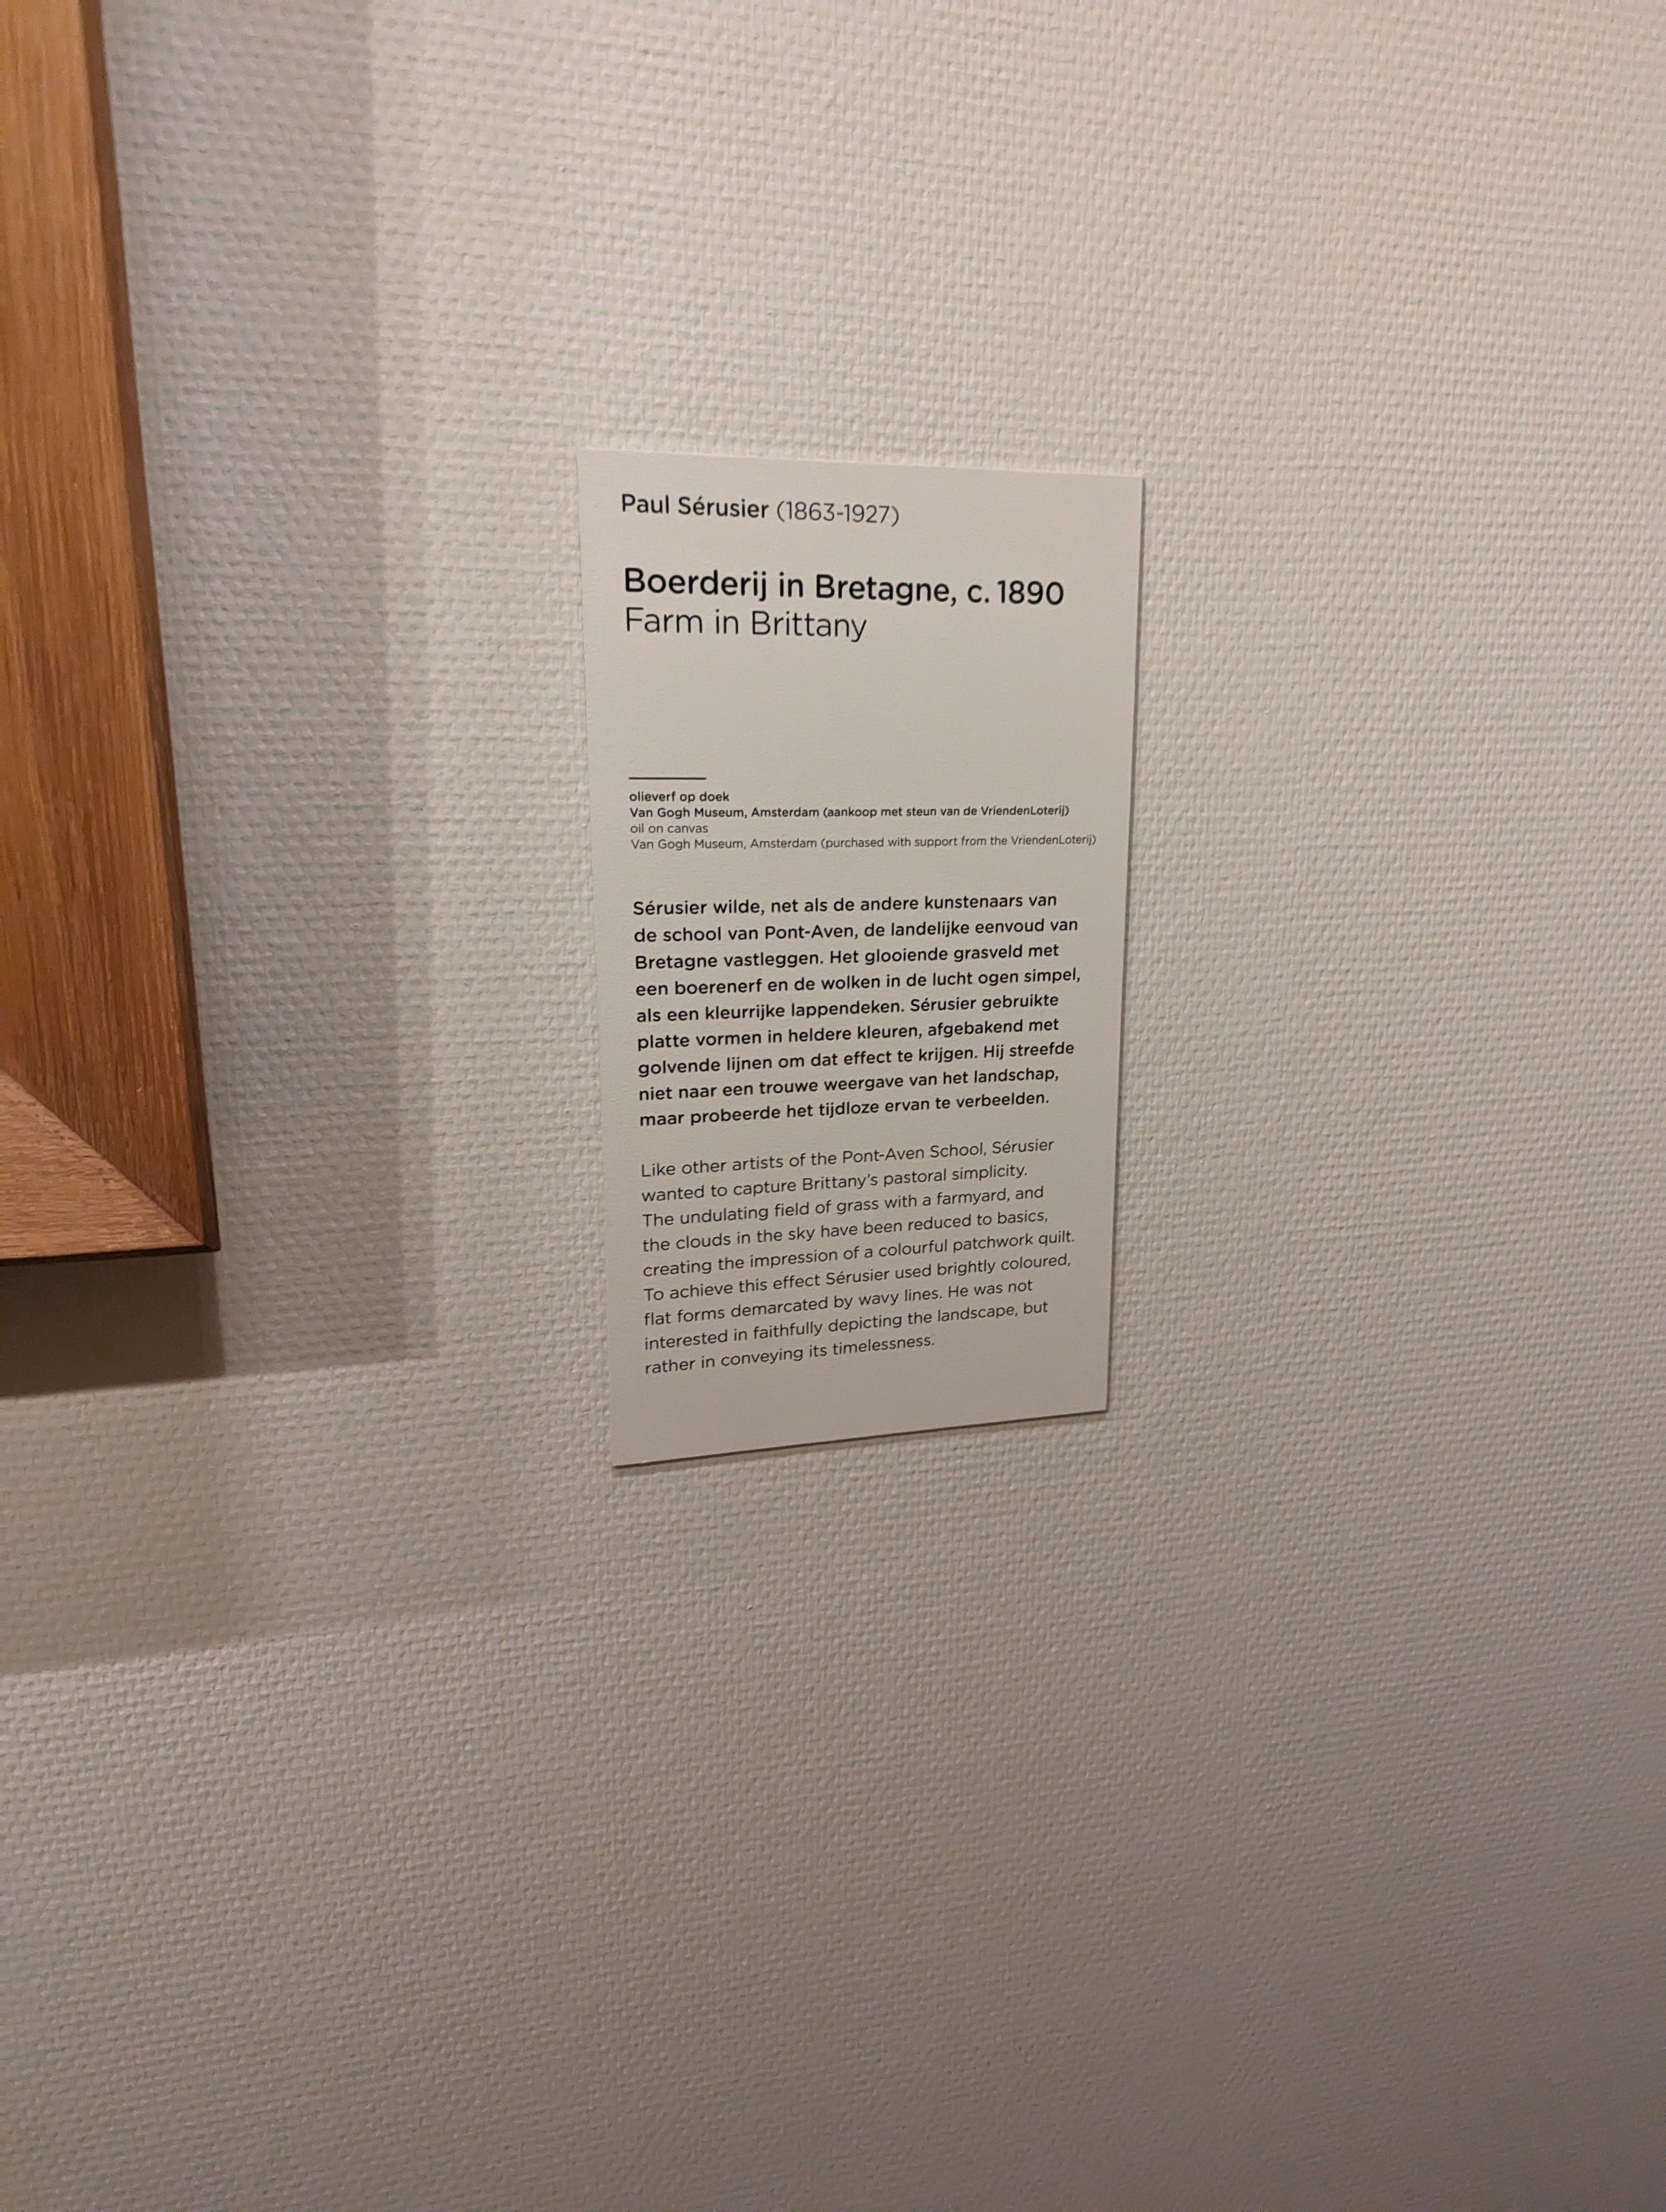 Paul Sérusier (1863-1927)
Boerderij in Bretagne, c. 1890
Farm in Brittany
olieverf op doek
Van Gogh Museum, Amsterdam (aankoop met steun van de VriendenLoterij)
oil on canvas
Van Gogh Museum, Amsterdam (purchased with support from the VriendenLoterij)
Sérusier wilde, net als de andere kunstenaars van
de school van Pont-Aven, de landelijke eenvoud van
Bretagne vastleggen. Het glooiende grasveld met
een boerenerf en de wolken in de lucht ogen simpel,
als een kleurrijke lappendeken. Sérusier gebruikte
platte vormen in heldere kleuren, afgebakend met
golvende lijnen om dat effect te krijgen. Hij streefde
niet naar een trouwe weergave van het landschap,
maar probeerde het tijdloze ervan te verbeelden.
Like other artists of the Pont-Aven School, Sérusier
wanted to capture Brittany's pastoral simplicity.
The undulating field of grass with a farmyard, and
the clouds in the sky have been reduced to basics,
creating the impression of a colourful patchwork quilt.
To achieve this effect Sérusier used brightly coloured,
flat forms demarcated by wavy lines. He was not
interested in faithfully depicting the landscape, but
rather in conveying its timelessness.